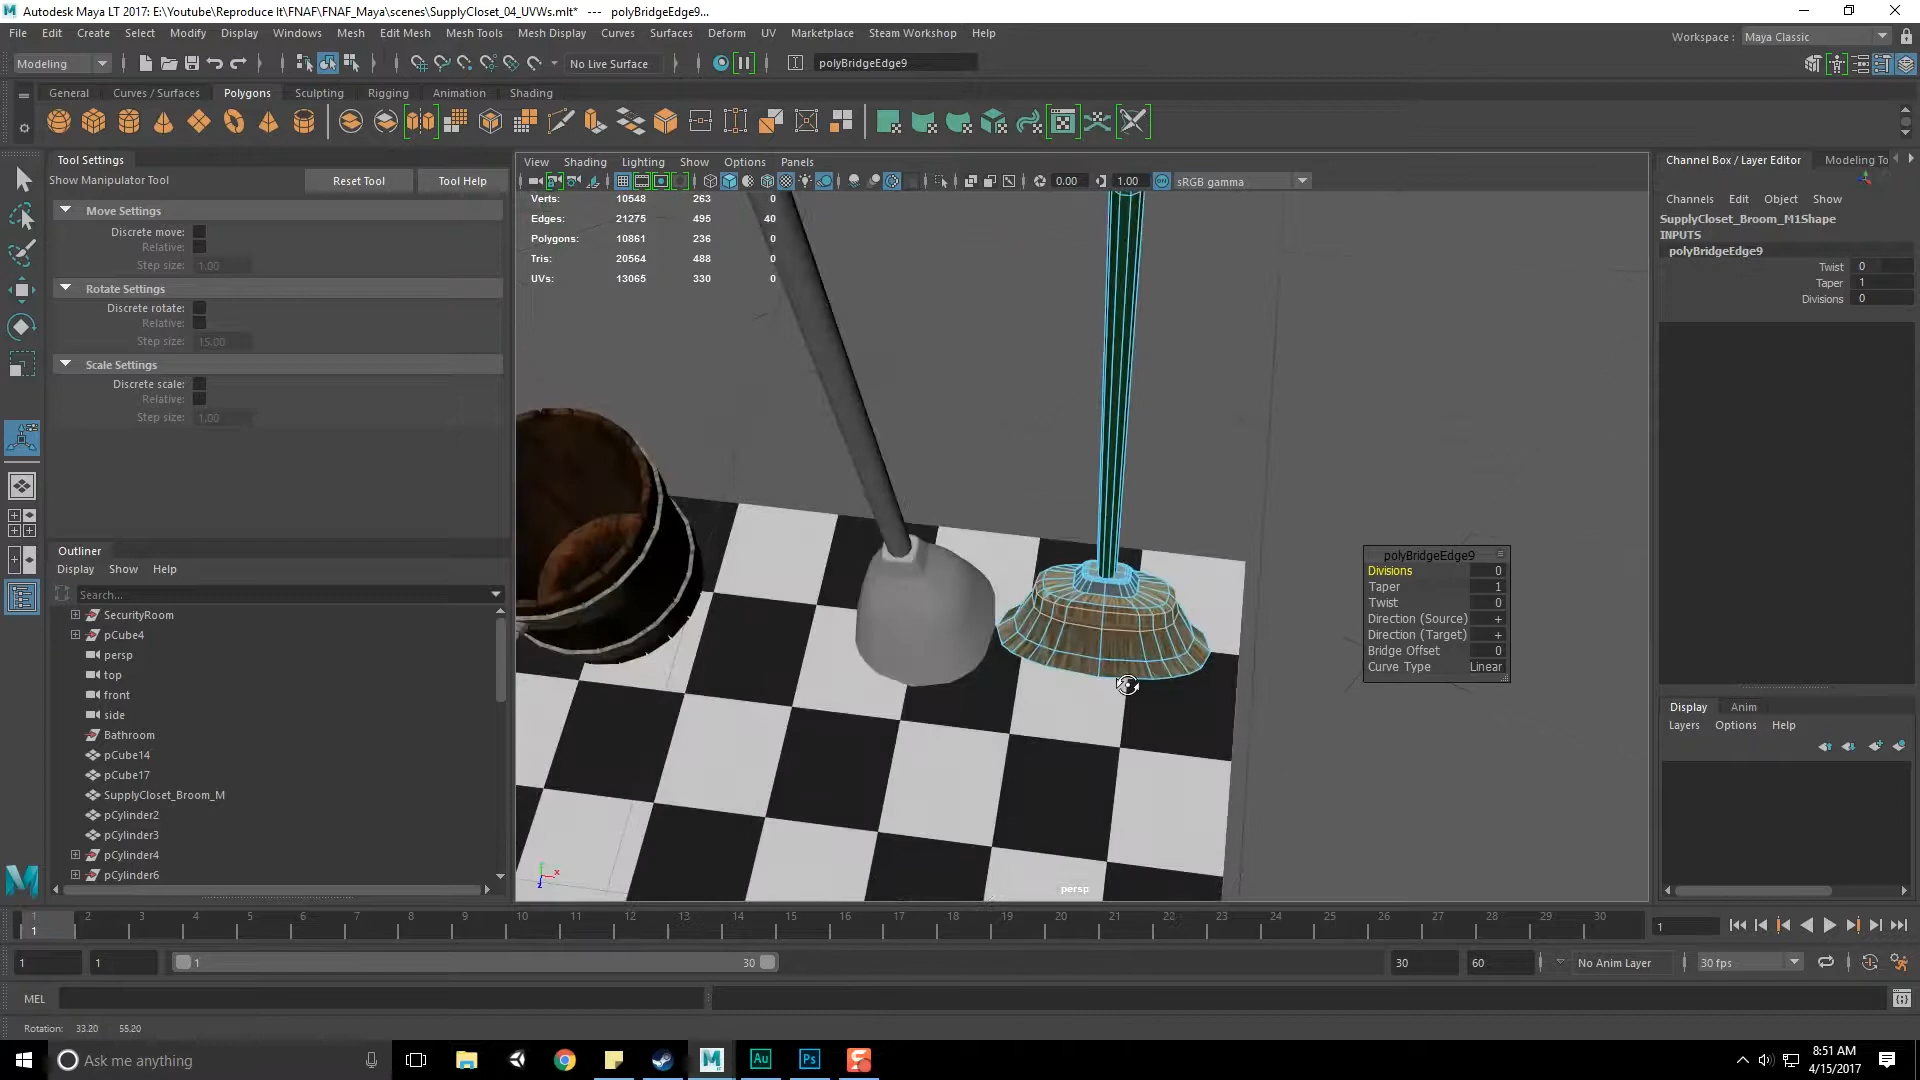 Autodesk Maya LT 2017: E:\Youtube\Reproduce It\FNAF\FNAF_Maya\scenes\SupplyCloset_04_UVWs.mlt* --- polyBridgeEdge9...
File Edit Create Select Modify Display Windows Mesh Edit Mesh Mesh Tools Mesh Display Curves Surfaces Deform UV Marketplace Steam Workshop Help
Workspace : Maya Classic
Modeling No Live Surface polyBridgeEdge9
General Curves / Surfaces Polygons Sculpting Rigging Animation Shading
Tool Settings
Show Manipulator Tool Reset Tool Tool Help
Move Settings
Discrete move:
Relative:
Step size: 1.00
Rotate Settings
Discrete rotate:
Relative:
Step size: 15.00
Scale Settings
Discrete scale:
Relative:
Step size: 1.00
Outliner
Display Show Help
Search...
SecurityRoom
pCube4
persp
top
front
side
Bathroom
pCube14
pCube17
SupplyCloset_Broom_M
pCylinder2
pCylinder3
pCylinder4
pCylinder6
View Shading Lighting Show Options Panels
0.00 1.00 sRGB gamma
Verts: 10548 263 0
Edges: 21275 495 40
Polygons: 10861 236 0
Tris: 20564 488 0
UVs: 13065 330 0
polyBridgeEdge9
Divisions 0
Taper 1
Twist 0
Direction (Source) +
Direction (Target) +
Bridge Offset 0
Curve Type Linear
x
persp
Channel Box / Layer Editor Modeling To
Channels Edit Object Show
SupplyCloset_Broom_M1Shape
INPUTS
polyBridgeEdge9
Twist 0
Taper 1
Divisions 0
Display Anim
Layers Options Help
1 2 3 4 5 6 7 8 9 10 11 12 13 14 15 16 17 18 19 20 21 22 23 24 25 26 27 28 29 30
1
1
1 1 1 30 30 60 No Anim Layer 30 fps
MEL
Rotation: 33.20 55.20
Ask me anything
Au
Ps
8:51 AM
4/15/2017